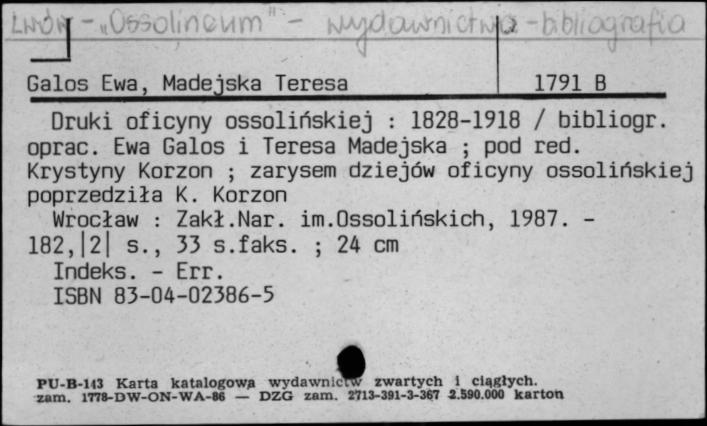 Lwów - "Ossolineum" - wydawnictwa - bibliografia
Galos Ewa, Madejska Teresa 1791 B
Druki oficyny ossolińskiej : 1828-1918 / bibliogr.
oprac. Ewa Galos i Teresa Madejska ; pod red.
Krystyny Korzon ; zarysem dziejów oficyny ossolińskiej
poprzedziła K. Korzon
Wrocław : Zakł.Nar. im.Ossolińskich, 1987. -
182,|2| s., 33 s.faks. ; 24 cm
Indeks. - Err.
ISBN 83-04-02386-5
PU-B-143 Karta katalogowa wydawnictw zwartych i ciągłych.
zam. 1778-DW-ON-WA-86 — DZG zam. 2713-391-3-367 2.590.000 karton